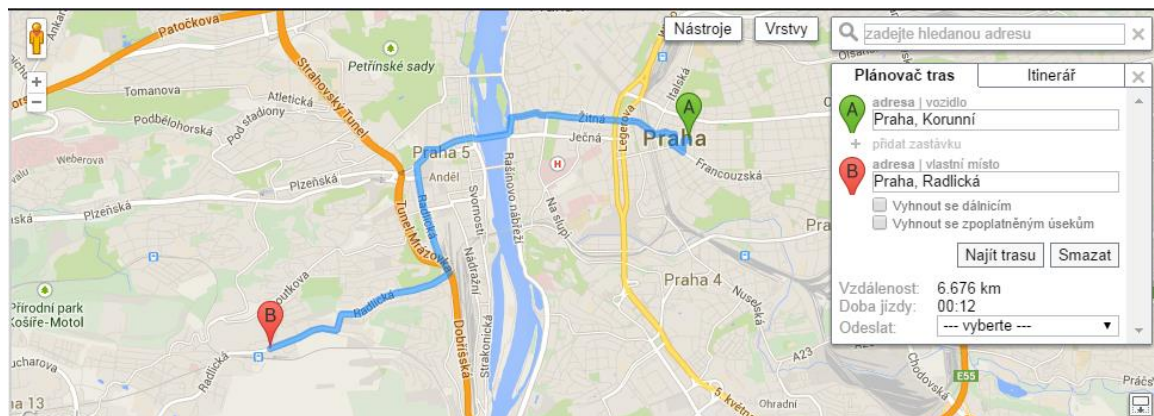 Patočkova
Nástroje
Vrstvy
zadejte hledanou adresu
Petřínské sady
Strahovský Tunel
Italská
Plánovač tras
Itinerář
Tomanova
Atletická
A
adresa | vozidlo
Praha, Korunní
Podbělohorská
Pod stadiony
Žitná
Legerova
přidat zastávku
Praha
Ječná
B
adresa | vlastní místo
Praha, Radlická
Weberova
Praha 5
Anděl
Rašínovo nábřeží
H
Francouzská
Plzeňská
Vyhnout se dálnicím
Plzeňská
Radlická
Svornosti
Na slupi
Vyhnout se zpoplatněným úsekům
Tunel Mrázovka
Nádražní
Najít trasu
Smazat
Praha 4
Nuselská
Vzdálenost: 6.676 km
Přírodní park
Košíře-Motol
Doba jízdy: 00:12
B
Radlická
Odeslat: --- vyberte ---
Dobříšská
Strakonická
A23
A23
Radlická
Chodovská
E55
5. května
Ohradní